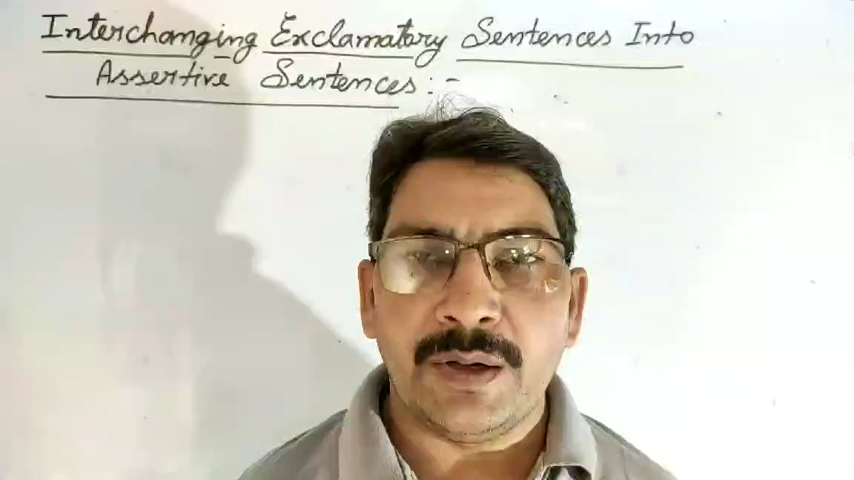 Interchanging Exclamatory Sentences Into
Assertive Sentences :-